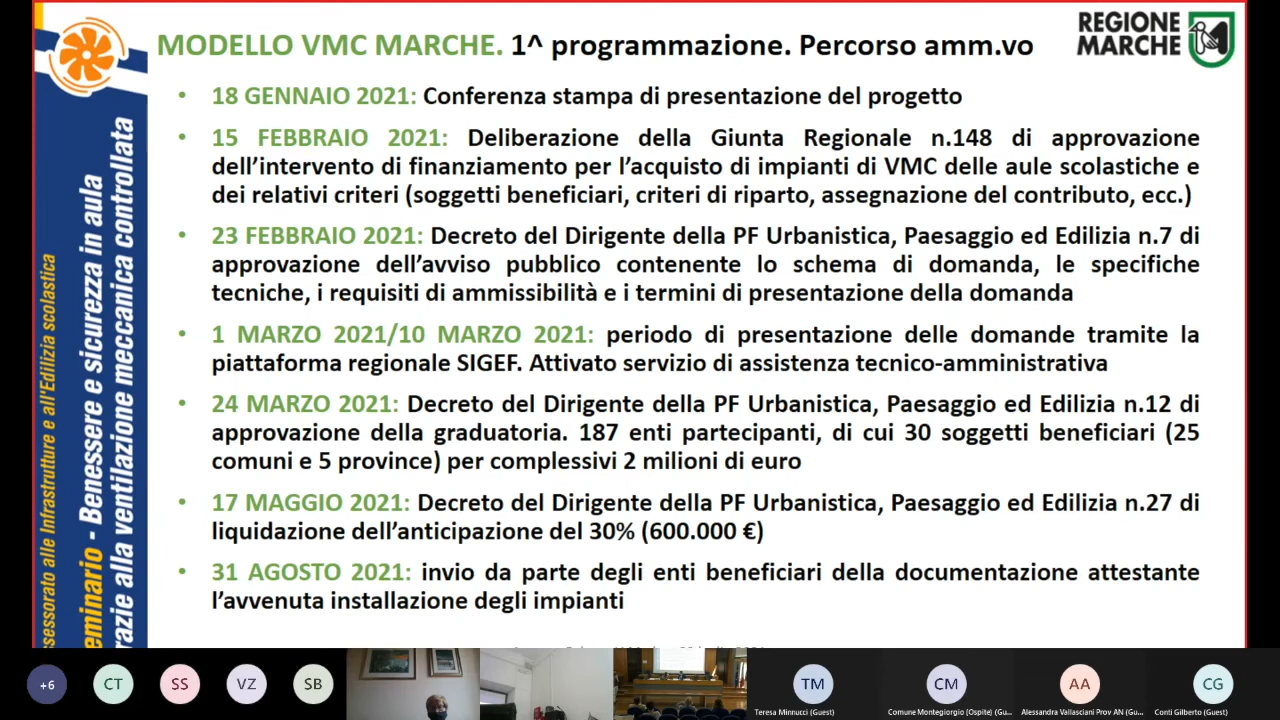 MODELLO VMC MARCHE. 1^ programmazione. Percorso amm.vo
REGIONE
MARCHE
• 18 GENNAIO 2021: Conferenza stampa di presentazione del progetto
• 15 FEBBRAIO 2021: Deliberazione della Giunta Regionale n.148 di approvazione
dell’intervento di finanziamento per l’acquisto di impianti di VMC delle aule scolastiche e
dei relativi criteri (soggetti beneficiari, criteri di riparto, assegnazione del contributo, ecc.)
• 23 FEBBRAIO 2021: Decreto del Dirigente della PF Urbanistica, Paesaggio ed Edilizia n.7 di
approvazione dell’avviso pubblico contenente lo schema di domanda, le specifiche
tecniche, i requisiti di ammissibilità e i termini di presentazione della domanda
• 1 MARZO 2021/10 MARZO 2021: periodo di presentazione delle domande tramite la
piattaforma regionale SIGEF. Attivato servizio di assistenza tecnico-amministrativa
• 24 MARZO 2021: Decreto del Dirigente della PF Urbanistica, Paesaggio ed Edilizia n.12 di
approvazione della graduatoria. 187 enti partecipanti, di cui 30 soggetti beneficiari (25
comuni e 5 province) per complessivi 2 milioni di euro
• 17 MAGGIO 2021: Decreto del Dirigente della PF Urbanistica, Paesaggio ed Edilizia n.27 di
liquidazione dell’anticipazione del 30% (600.000 €)
• 31 AGOSTO 2021: invio da parte degli enti beneficiari della documentazione attestante
l’avvenuta installazione degli impianti
ssessorato alle Infrastrutture e all'Edilizia scolastica
eminario - Benessere e sicurezza in aula
razie alla ventilazione meccanica controllata
+6
CT
SS
VZ
SB
TM
Teresa Minnucci (Guest)
CM
Comune Montegiorgio (Ospite) (Gu...
AA
Alessandra Vallasciani Prov AN (Gu...
CG
Conti Gilberto (Guest)